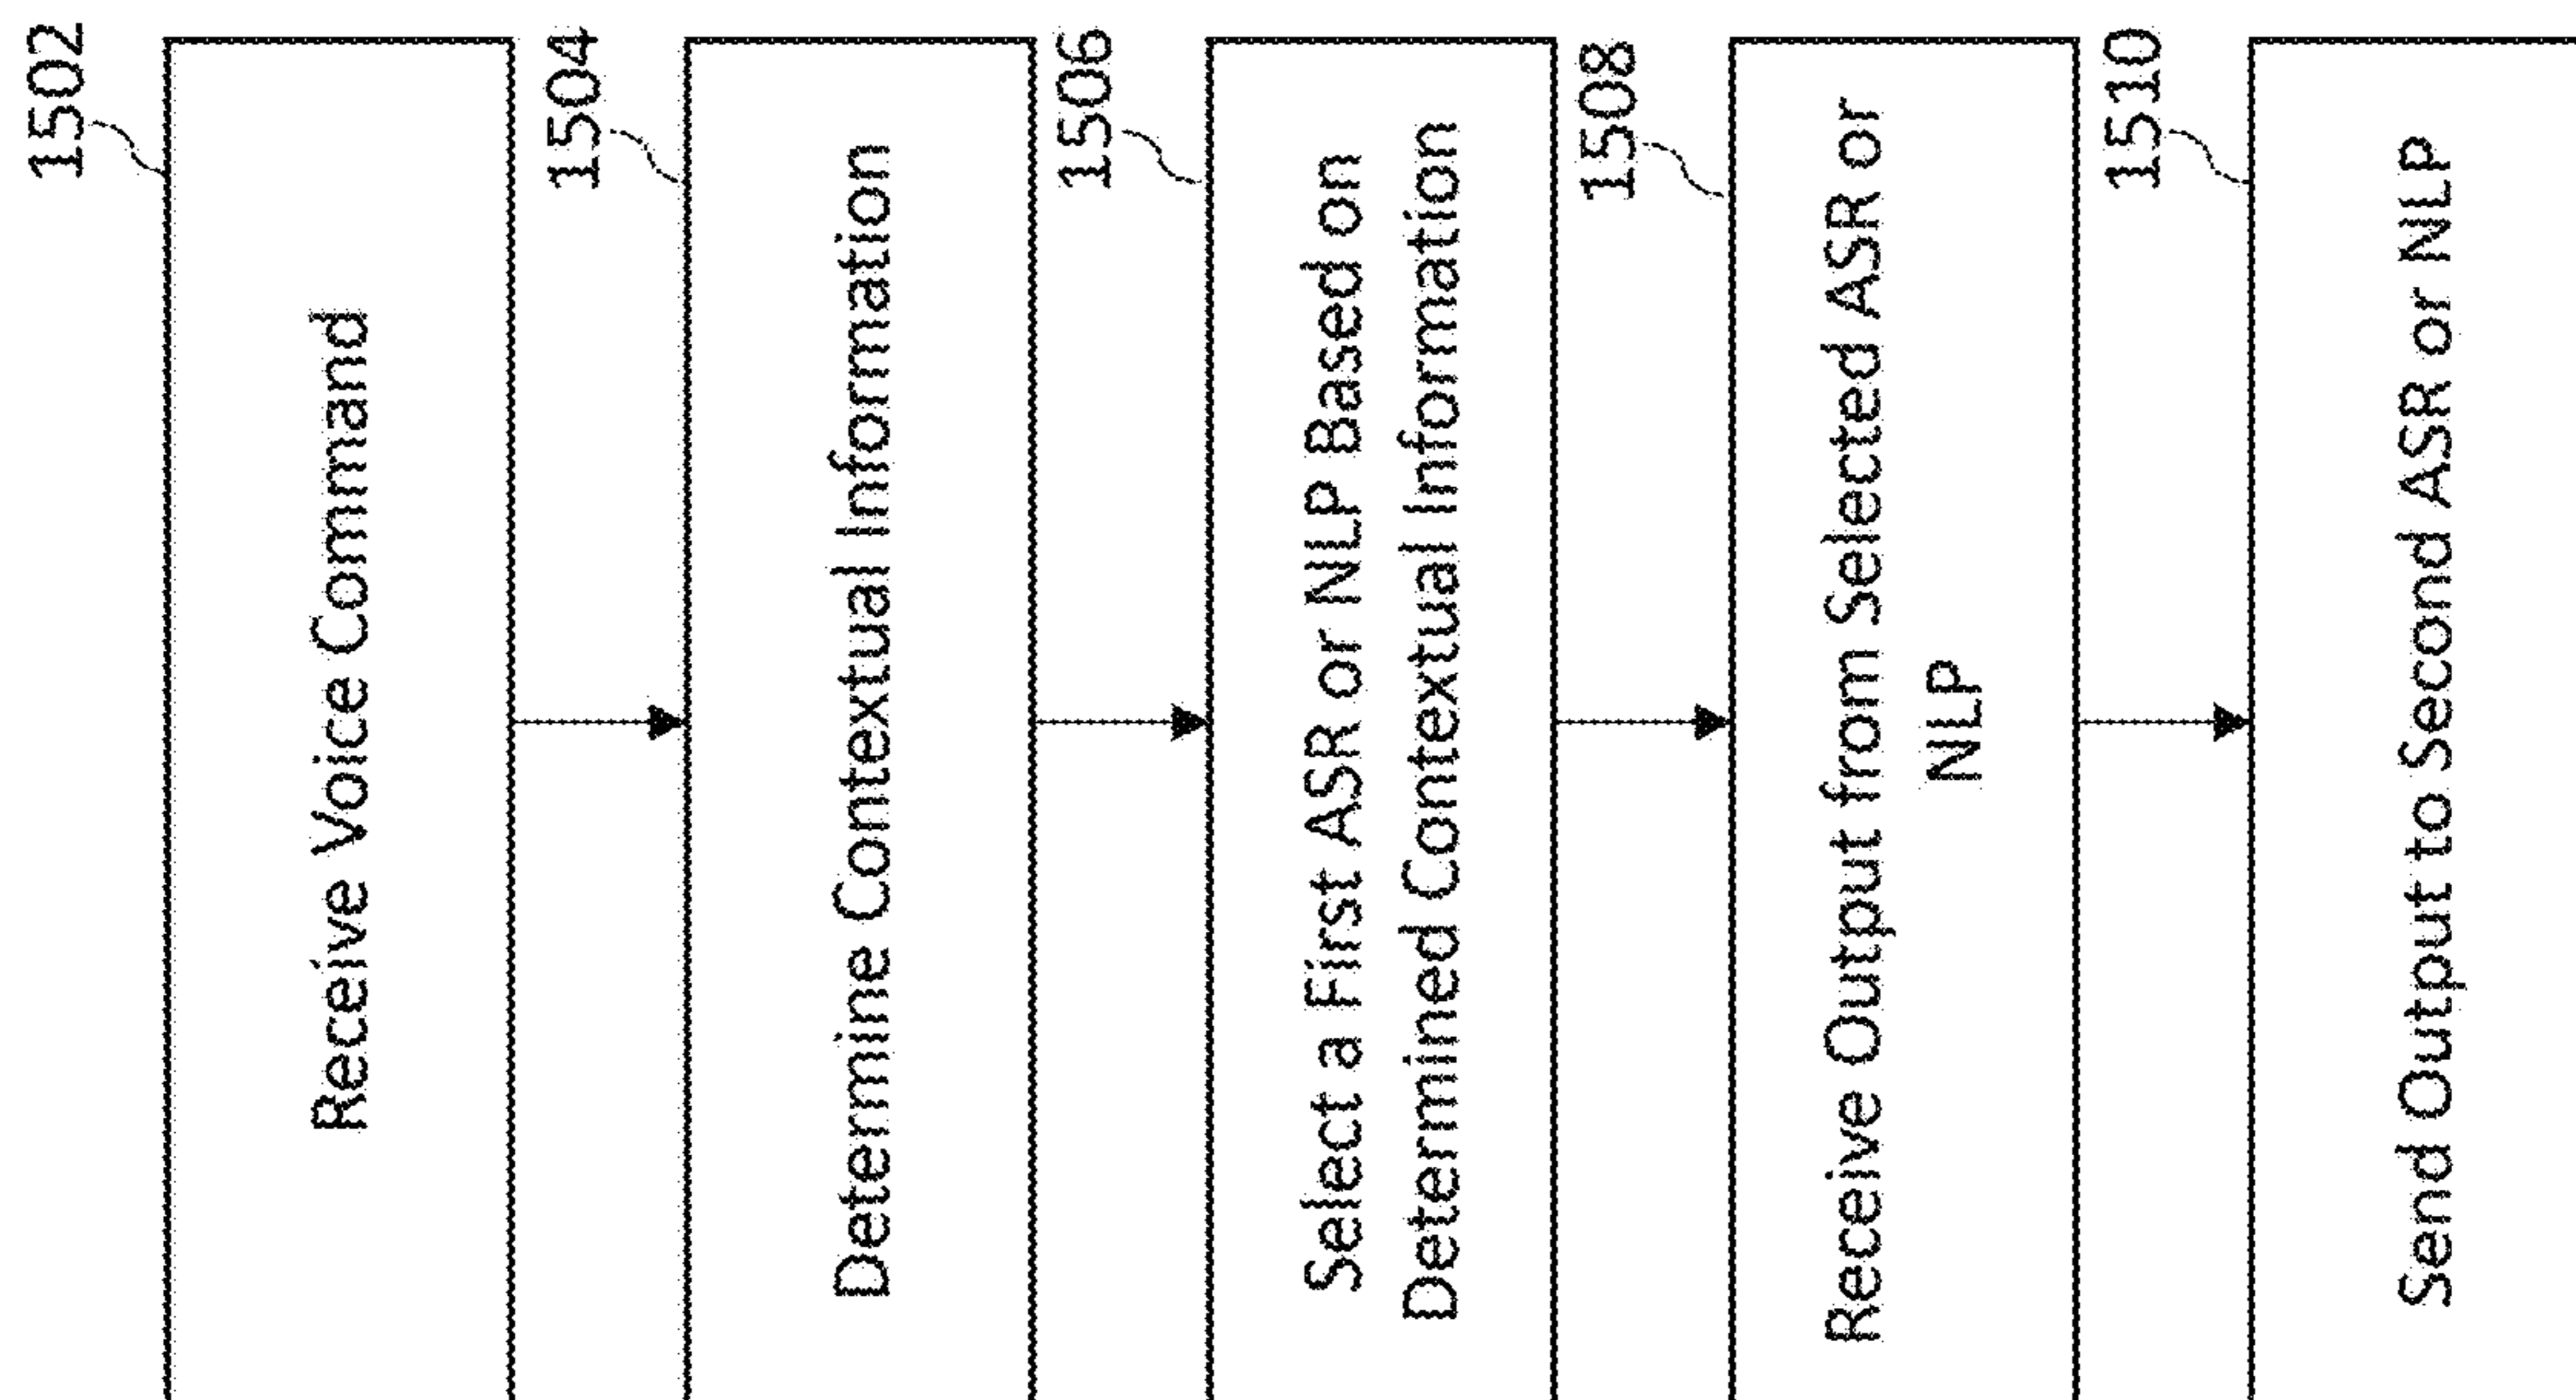 1502
Receive Voice Command
1504
Determine Contextual Information
1506
Select a First ASR or NLP Based on
Determined Contextual Information
1508
Receive Output from Selected ASR or
NLP
1510
Send Output to Second ASR or NLP